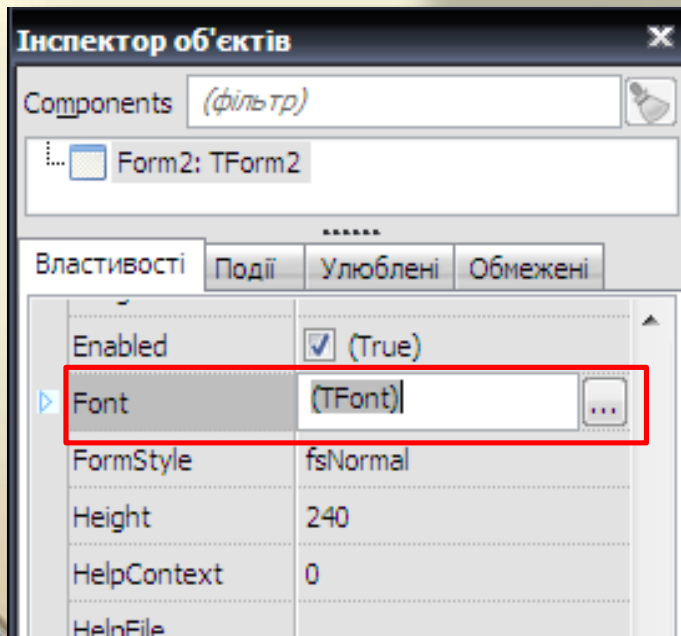 Інспектор об'єктів
Components (фільтр)
Form2: TForm2
Властивості Події Улюблені Обмежені
Enabled (True)
Font (TFont) ...
FormStyle fsNormal
Height 240
HelpContext 0
HelpFile